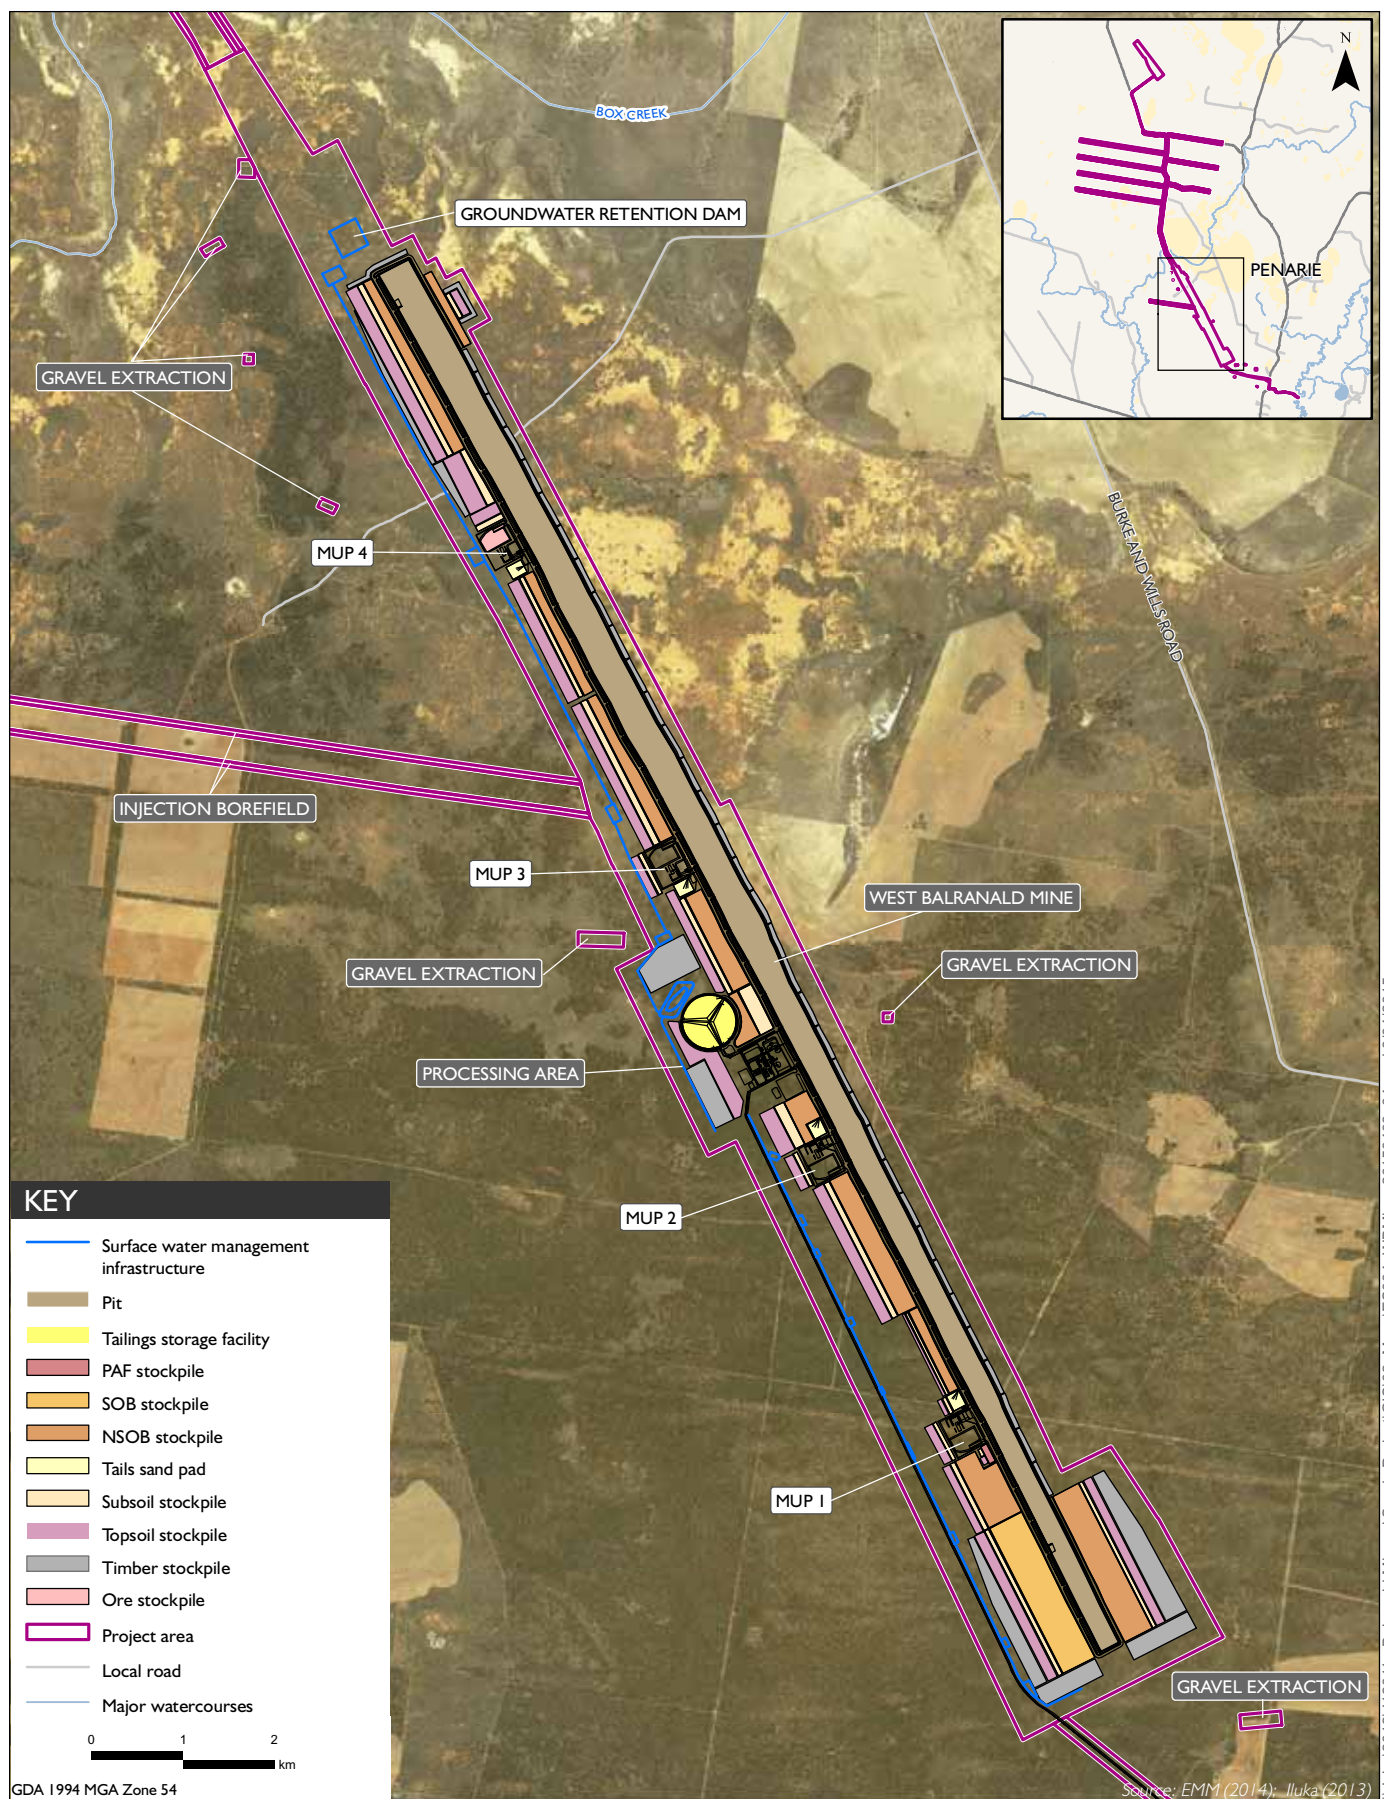 BOX CREEK
N
GROUNDWATER RETENTION DAM
PENARIE
GRAVEL EXTRACTION
MUP 4
BURKE AND WILLS ROAD
INJECTION BOREFIELD
MUP 3
WEST BALRANALD MINE
GRAVEL EXTRACTION
GRAVEL EXTRACTION
PROCESSING AREA
MUP 2
MUP 1
GRAVEL EXTRACTION
KEY
Surface water management
infrastructure
Pit
Tailings storage facility
PAF stockpile
SOB stockpile
NSOB stockpile
Tails sand pad
Subsoil stockpile
Topsoil stockpile
Timber stockpile
Ore stockpile
Project area
Local road
Major watercourses
0 1 2
km
GDA 1994 MGA Zone 54
Source: EMM (2014); Iluka (2013)